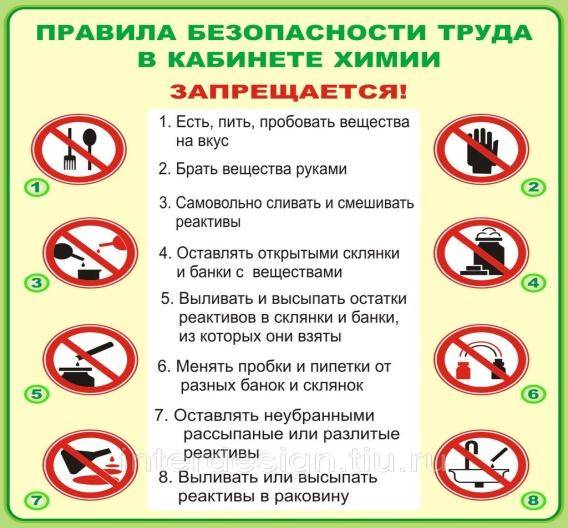 ПРАВИЛА БЕЗОПАСНОСТИ ТРУДА
В КАБИНЕТЕ ХИМИИ
ЗАПРЕЩАЕТСЯ!
1. Есть, пить, пробовать вещества
на вкус
2. Брать вещества руками
3. Самовольно сливать и смешивать
реактивы
4. Оставлять открытыми склянки
и банки с веществами
5. Выливать и высыпать остатки
реактивов в склянки и банки,
из которых они взяты
6. Менять пробки и пипетки от
разных банок и склянок
7. Оставлять неубранными
рассыпаные или разлитые
реактивы
8. Выливать или высыпать
реактивы в раковину
1
2
3
4
5
6
7
8
interdesign.tiu.ru